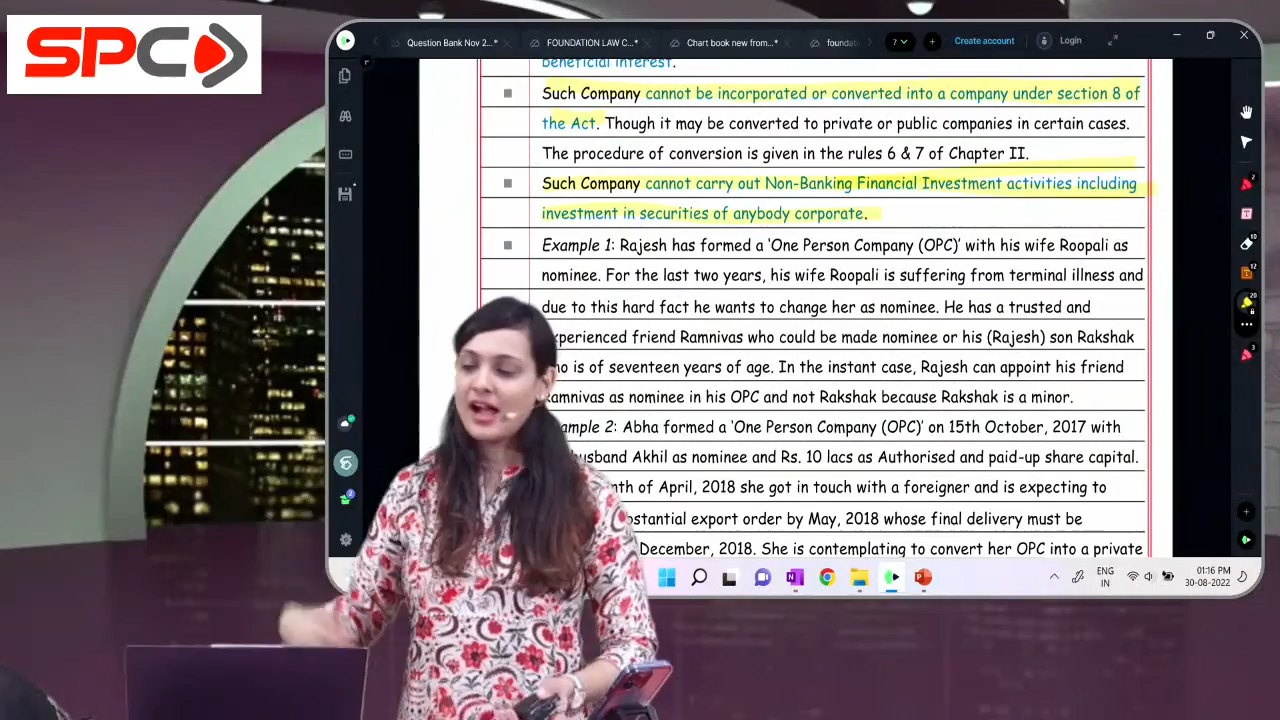 SPC
Question Bank Nov 2...*
FOUNDATION LAW C...*
Chart book new from...*
foundati
7
Create account
Login
beneficial interest.
Such Company cannot be incorporated or converted into a company under section 8 of
the Act. Though it may be converted to private or public companies in certain cases.
The procedure of conversion is given in the rules 6 & 7 of Chapter II.
Such Company cannot carry out Non-Banking Financial Investment activities including
investment in securities of anybody corporate.
Example 1: Rajesh has formed a ‘One Person Company (OPC)’ with his wife Roopali as
nominee. For the last two years, his wife Roopali is suffering from terminal illness and
due to this hard fact he wants to change her as nominee. He has a trusted and
xperienced friend Ramnivas who could be made nominee or his (Rajesh) son Rakshak
o is of seventeen years of age. In the instant case, Rajesh can appoint his friend
Ramnivas as nominee in his OPC and not Rakshak because Rakshak is a minor.
ample 2: Abha formed a ‘One Person Company (OPC)’ on 15th October, 2017 with
usband Akhil as nominee and Rs. 10 lacs as Authorised and paid-up share capital.
nth of April, 2018 she got in touch with a foreigner and is expecting to
bstantial export order by May, 2018 whose final delivery must be
December, 2018. She is contemplating to convert her OPC into a private
ENG
IN
01:16 PM
30-08-2022